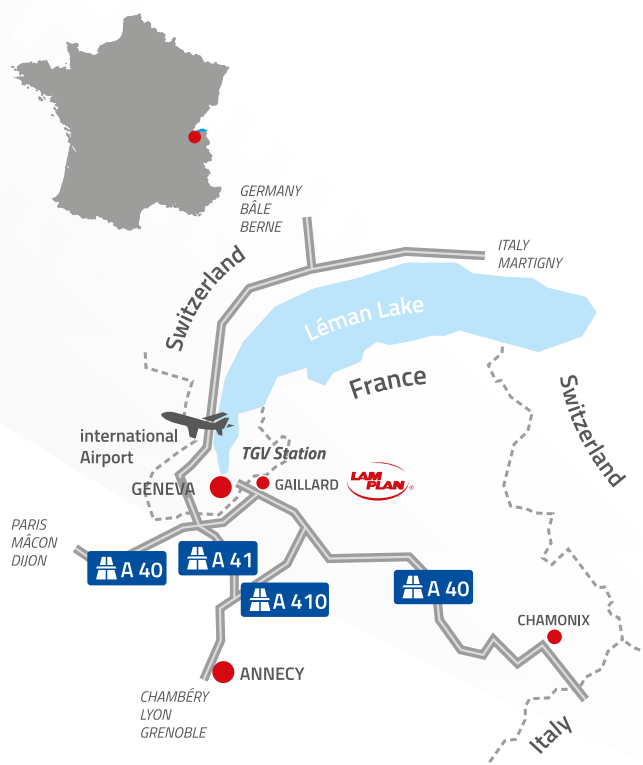 GERMANY
BÂLE
BERNE
ITALY
MARTIGNY
Switzerland
Léman Lake
France
Switzerland
international
Airport
TGV Station
GENEVA
GAILLARD
LAM
PLAN®
PARIS
MÂCON
DIJON
A 40
A 41
A 410
A 40
CHAMONIX
ANNECY
CHAMBÉRY
LYON
GRENOBLE
Italy